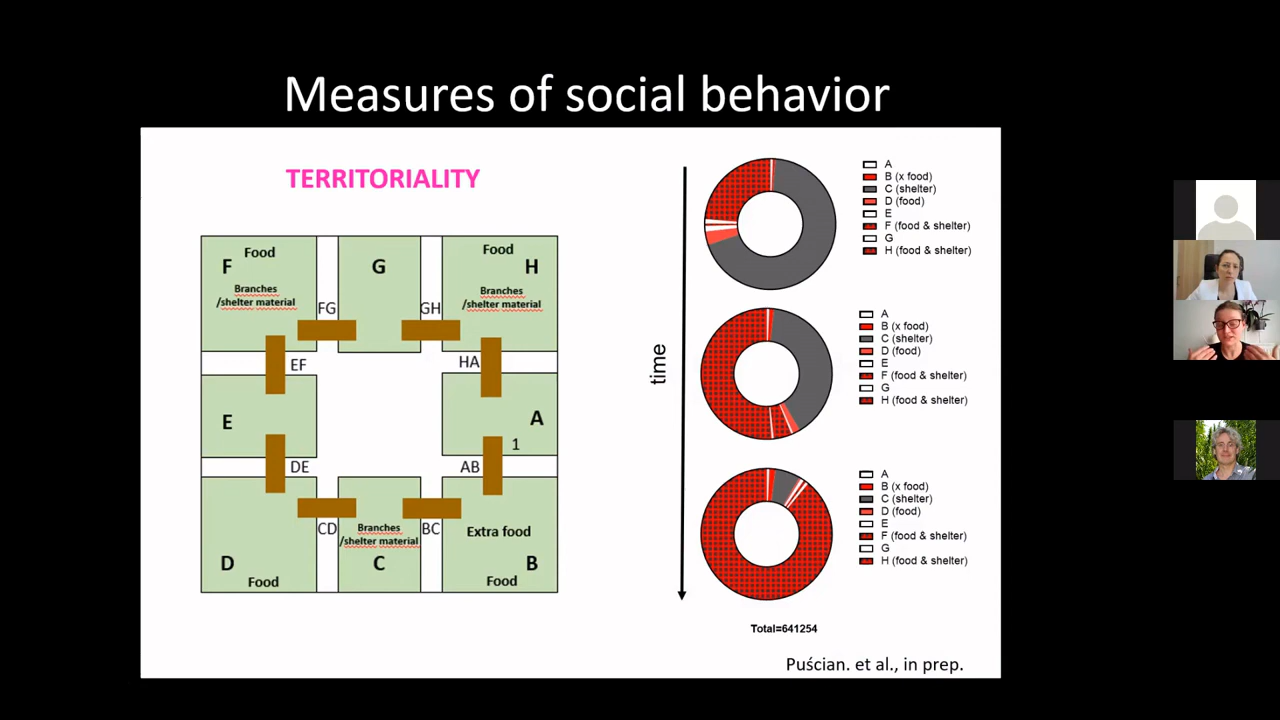 Measures of social behavior
TERRITORIALITY
Food
F
Branches
/shelter material
FG
G
GH
Food
H
Branches
/shelter material
EF
HA
E
A
1
DE
AB
CD
Branches
/shelter material
C
BC
Extra food
D
Food
B
Food
time
A
B (x food)
C (shelter)
D (food)
E
F (food & shelter)
G
H (food & shelter)
A
B (x food)
C (shelter)
D (food)
E
F (food & shelter)
G
H (food & shelter)
A
B (x food)
C (shelter)
D (food)
E
F (food & shelter)
G
H (food & shelter)
Total=641254
Puścian. et al., in prep.